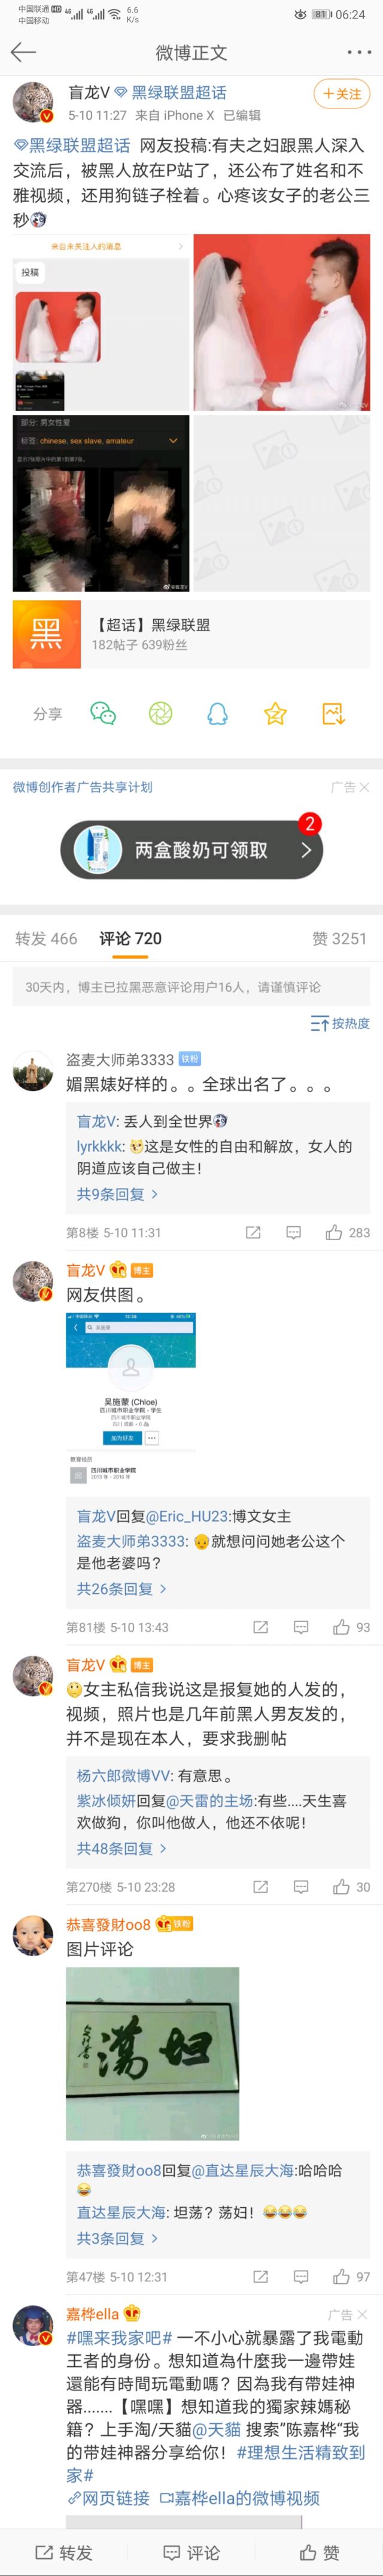 中国联通 HD 4G 4G 6.6
中国移动 K/s
81 06:24
微博正文
盲龙V 黑绿联盟超话
+关注
5-10 11:27 来自 iPhone X 已编辑
黑绿联盟超话 网友投稿:有夫之妇跟黑人深入
交流后，被黑人放在P站了，还公布了姓名和不
雅视频，还用狗链子栓着。心疼该女子的老公三
秒
来自未关注人的消息
投稿
部分: 男女性爱
标签: chinese, sex slave, amateur
【超话】黑绿联盟
黑
182帖子 639粉丝
分享
微博创作者广告共享计划
广告
两盒酸奶可领取
2
转发 466 评论 720 赞 3251
30天内，博主已拉黑恶意评论用户16人，请谨慎评论
按热度
盗麦大师弟3333 铁粉
媚黑婊好样的。。全球出名了。。。
盲龙V: 丢人到全世界
lyrkkkk: 这是女性的自由和解放，女人的
阴道应该自己做主!
共9条回复
第8楼 5-10 11:31 283
盲龙V 博主
网友供图。
吴施蒙 (Chloe)
四川城市职业学院 - 学生
四川城市职业学院
加为好友
教育经历
四川城市职业学院
盲龙V回复@Eric_HU23:博文女主
盗麦大师弟3333: 就想问问她老公这个
是他老婆吗?
共26条回复
第81楼 5-10 13:43 93
盲龙V 博主
女主私信我说这是报复她的人发的，
视频，照片也是几年前黑人男友发的，
并不是现在本人，要求我删帖
杨六郎微博VV: 有意思。
紫冰倾妍回复@天雷的主场:有些....天生喜
欢做狗，你叫他做人，他还不依呢!
共48条回复
第270楼 5-10 23:28 30
恭喜發財oo8 铁粉
图片评论
荡 妇
恭喜發財oo8回复@直达星辰大海:哈哈哈
直达星辰大海: 坦荡? 荡妇!
共3条回复
第47楼 5-10 12:31 97
嘉桦ella
广告
#嘿来我家吧# 一不小心就暴露了我電動
王者的身份。想知道為什麼我一邊帶娃
還能有時間玩電動嗎? 因為我有帶娃神
器.......【嘿嘿】想知道我的獨家辣媽秘
籍? 上手淘/天貓@天貓 搜索"陈嘉桦"我
的带娃神器分享给你! #理想生活精致到
家#
网页链接 嘉桦ella的微博视频
转发 评论 赞